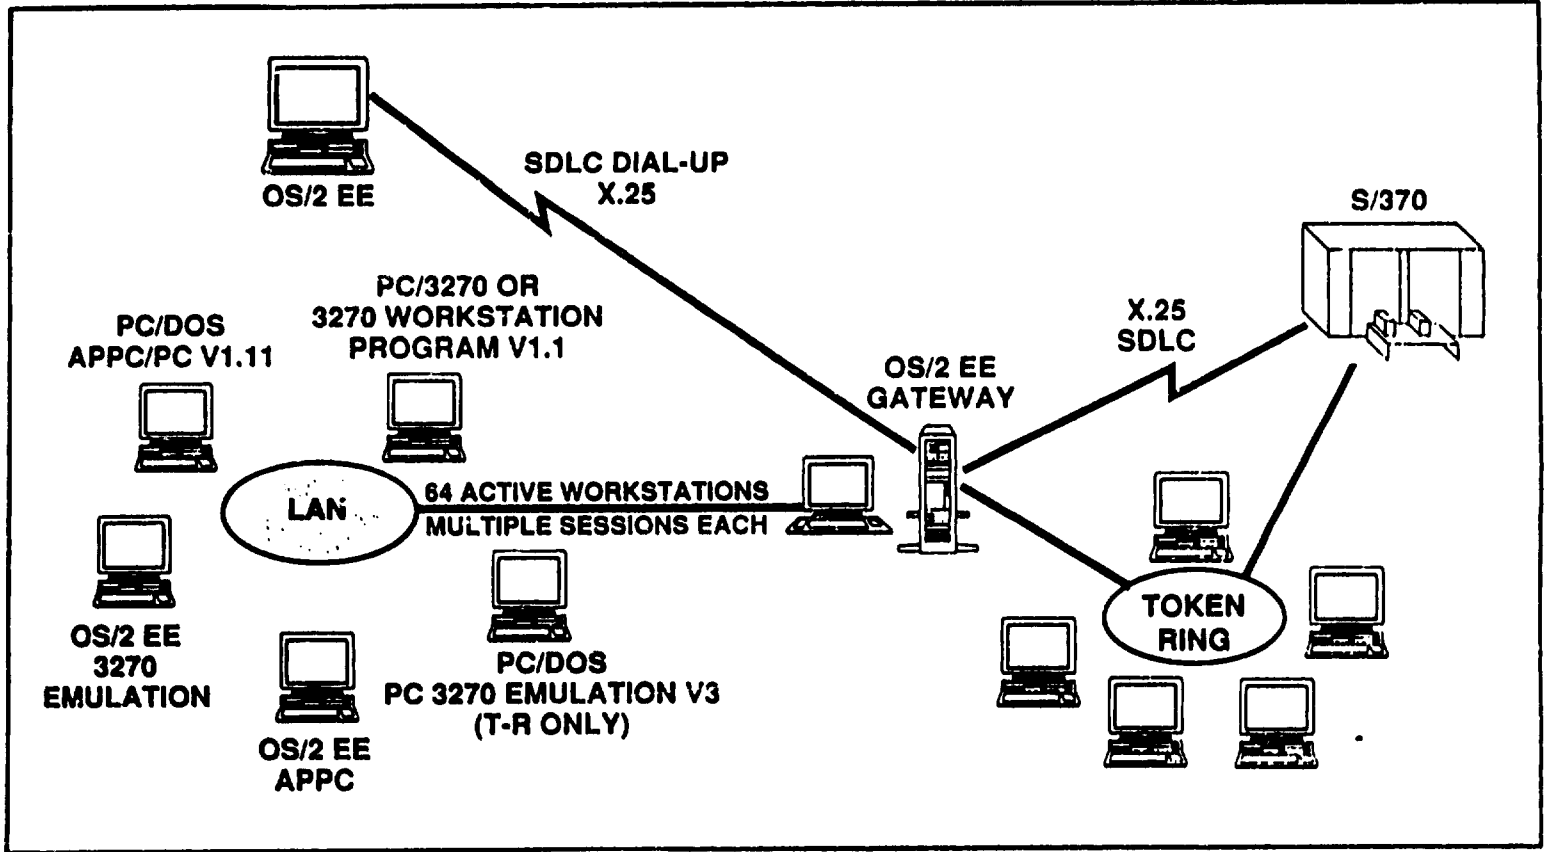 OS/2 EE
SDLC DIAL-UP
X.25
S/370
PC/3270 OR
3270 WORKSTATION
PROGRAM V1.1
PC/DOS
APPC/PC V1.11
X.25
SDLC
OS/2 EE
GATEWAY
LAN
64 ACTIVE WORKSTATIONS
MULTIPLE SESSIONS EACH
TOKEN
RING
OS/2 EE
3270
EMULATION
PC/DOS
PC 3270 EMULATION V3
(T-R ONLY)
OS/2 EE
APPC